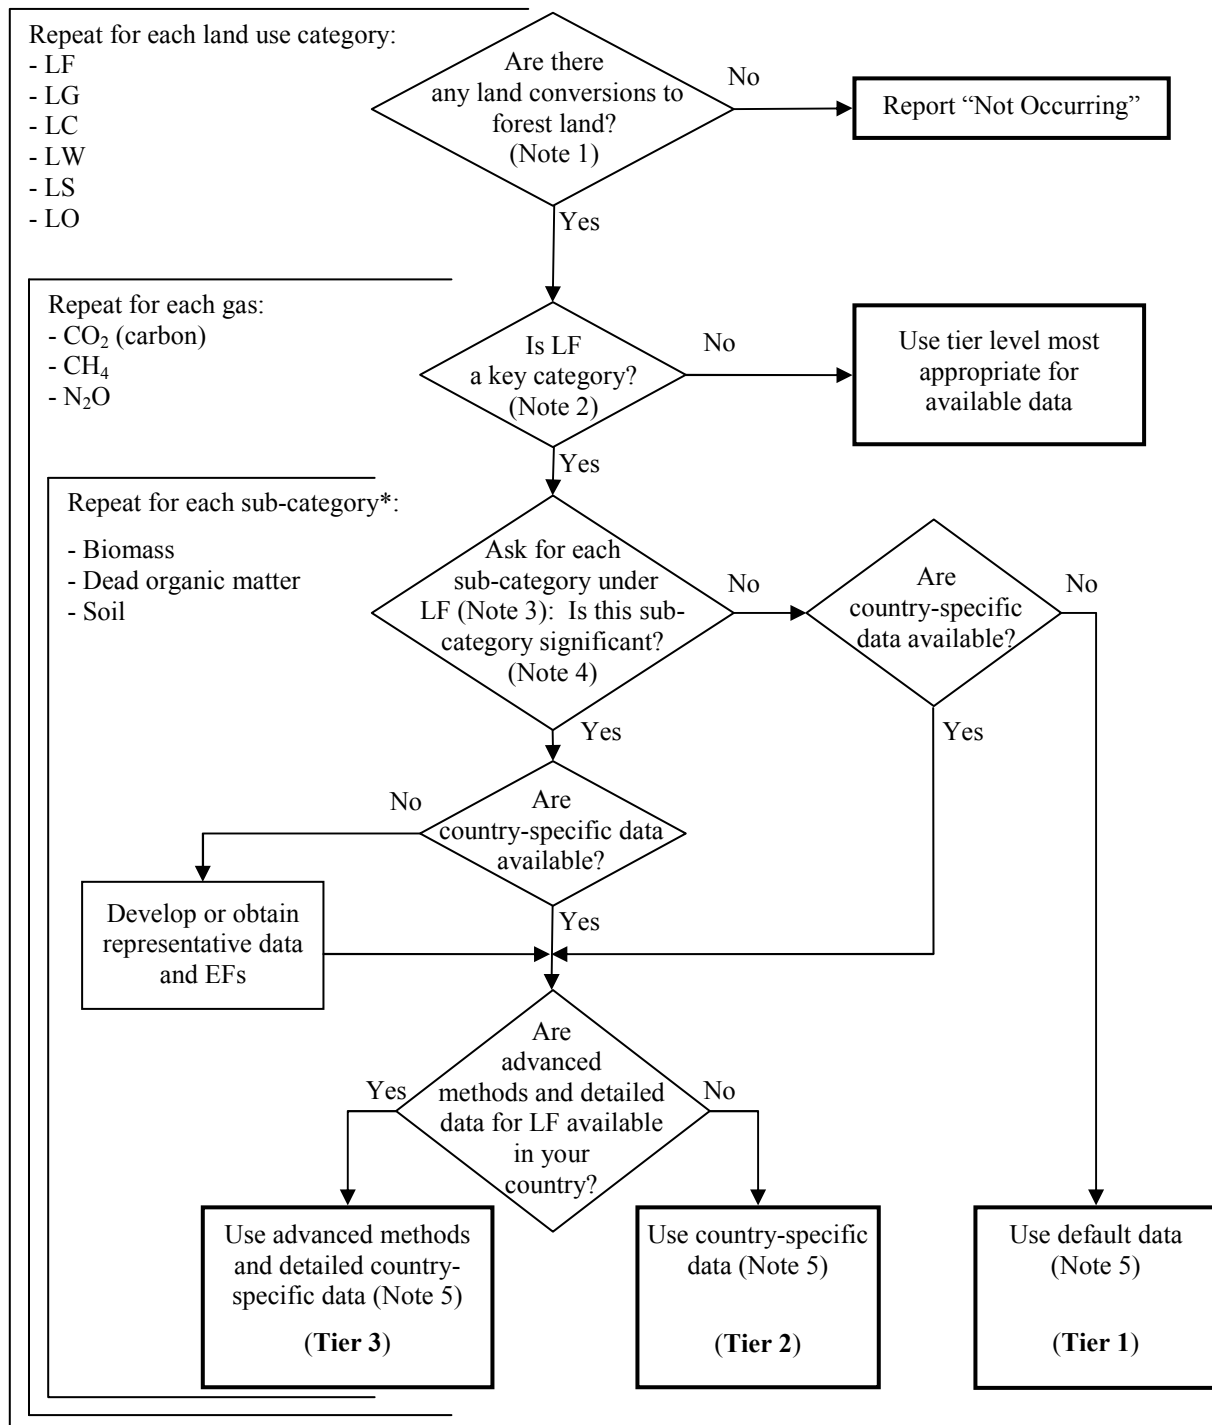 Repeat for each land use category:
- LF
- LG
- LC
- LW
- LS
- LO
Are there
any land conversions to
forest land?
(Note 1)
No
Report “Not Occurring”
Yes
Repeat for each gas:
- CO₂ (carbon)
- CH₄
- N₂O
Is LF
a key category?
(Note 2)
No
Use tier level most
appropriate for
available data
Yes
Repeat for each sub-category*:
- Biomass
- Dead organic matter
- Soil
Ask for each
sub-category under
LF (Note 3):  Is this sub-
category significant?
(Note 4)
No
Are
country-specific
data available?
No
Yes
Yes
Are
country-specific data
available?
No
Develop or obtain
representative data
and EFs
Yes
Are
advanced
methods and detailed
data for LF available
in your
country?
Yes
No
Use advanced methods
and detailed country-
specific data (Note 5)
(Tier 3)
Use country-specific
data (Note 5)
(Tier 2)
Use default data
(Note 5)
(Tier 1)